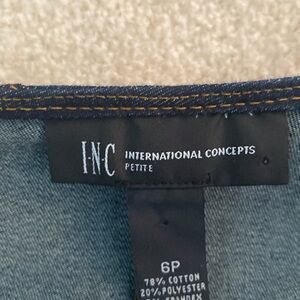 I.N.C INTERNATIONAL CONCEPTS
PETITE
6P
78% COTTON
20% POLYESTER